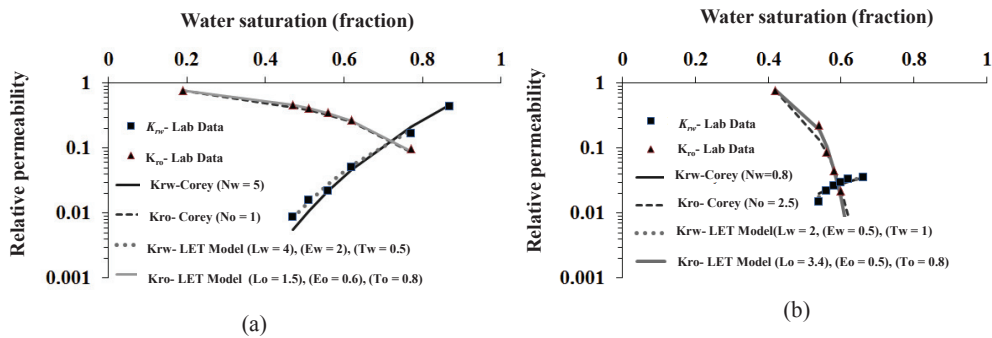 Water saturation (fraction)
0 0.2 0.4 0.6 0.8 1
Relative permeability
1
0.1
0.01
0.001
Krw- Lab Data
Kro- Lab Data
Krw-Corey (Nw = 5)
Kro- Corey (No = 1)
Krw- LET Model (Lw = 4), (Ew = 2), (Tw = 0.5)
Kro- LET Model (Lo = 1.5), (Eo = 0.6), (To = 0.8)
(a)
Water saturation (fraction)
0 0.2 0.4 0.6 0.8 1
Relative permeability
1
0.1
0.01
0.001
Krw- Lab Data
Kro- Lab Data
Krw-Corey (Nw=0.8)
Kro- Corey (No = 2.5)
Krw- LET Model(Lw = 2, (Ew = 0.5), (Tw = 1)
Kro- LET Model (Lo = 3.4), (Eo = 0.5), (To = 0.8)
(b)